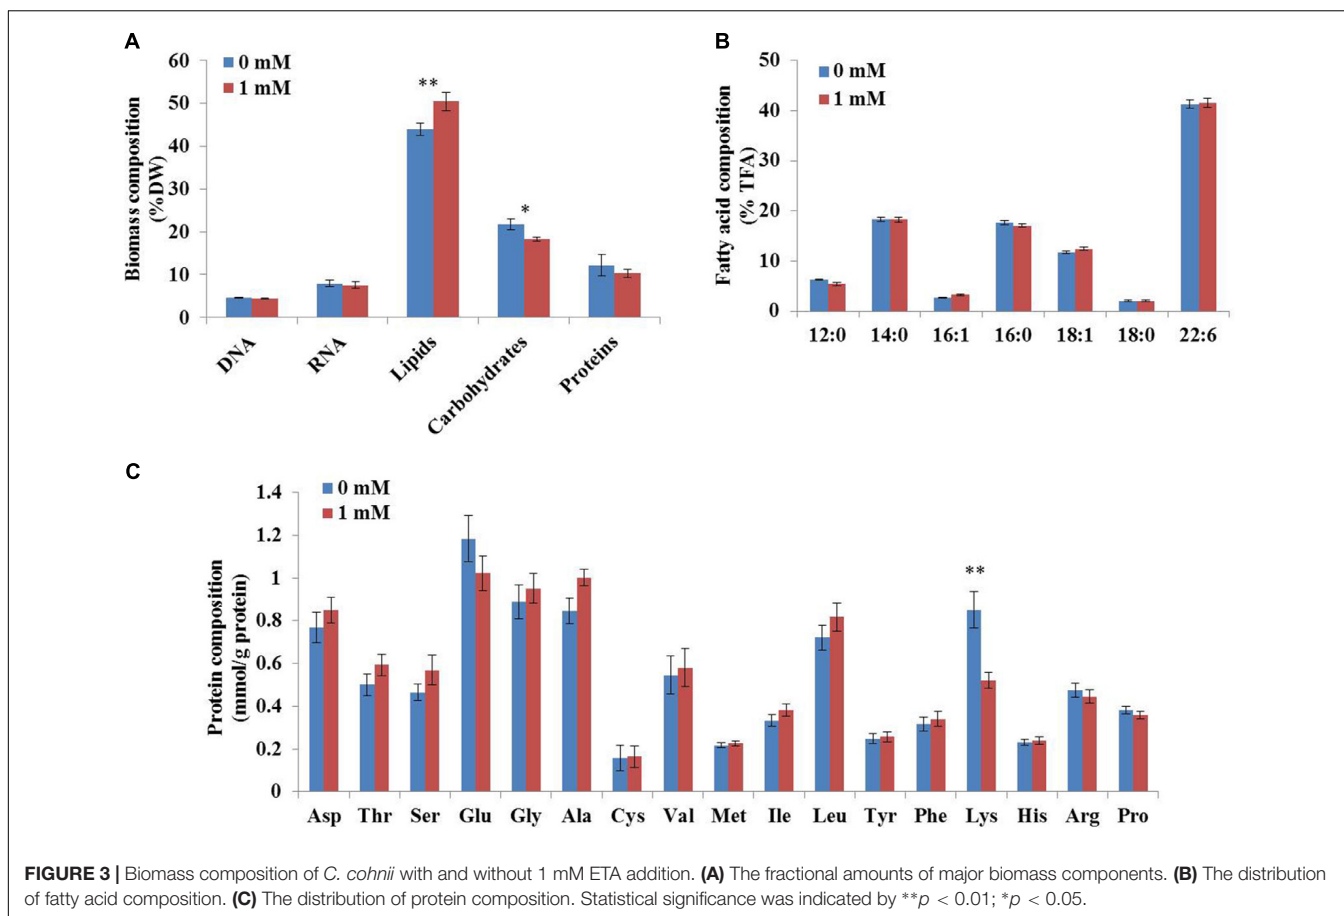 A
60
50
40
30
20
10
0
Biomass composition
(%DW)
0 mM
1 mM
**
*
DNA
RNA
Lipids
Carbohydrates
Proteins
B
50
40
30
20
10
0
Fatty acid composition
(% TFA)
0 mM
1 mM
12:0 14:0 16:1 16:0 18:1 18:0 22:6
C
1.4
1.2
1
0.8
0.6
0.4
0.2
0
Protein composition
(mmol/g protein)
0 mM
1 mM
**
Asp Thr Ser Glu Gly Ala Cys Val Met Ile Leu Tyr Phe Lys His Arg Pro
FIGURE 3 | Biomass composition of C. cohnii with and without 1 mM ETA addition. (A) The fractional amounts of major biomass components. (B) The distribution
of fatty acid composition. (C) The distribution of protein composition. Statistical significance was indicated by **p < 0.01; *p < 0.05.